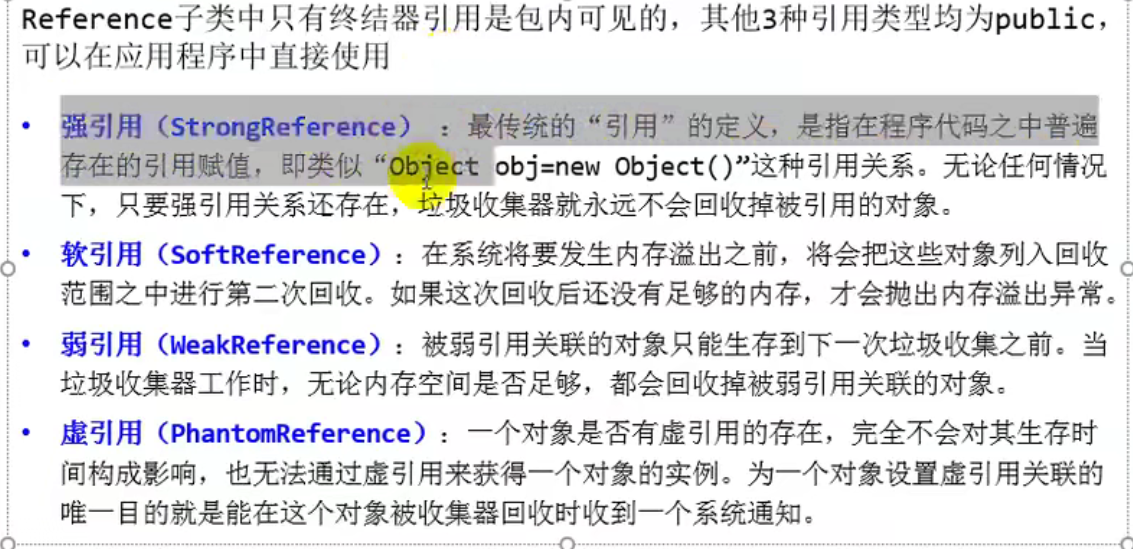 Reference子类中只有终结器引用是包内可见的，其他3种引用类型均为public，
可以在应用程序中直接使用
• 强引用（StrongReference）：最传统的“引用”的定义，是指在程序代码之中普遍
存在的引用赋值，即类似“Object obj=new Object()”这种引用关系。无论任何情况
下，只要强引用关系还存在，垃圾收集器就永远不会回收掉被引用的对象。
• 软引用（SoftReference）：在系统将要发生内存溢出之前，将会把这些对象列入回收
范围之中进行第二次回收。如果这次回收后还没有足够的内存，才会抛出内存溢出异常。
• 弱引用（WeakReference）：被弱引用关联的对象只能生存到下一次垃圾收集之前。当
垃圾收集器工作时，无论内存空间是否足够，都会回收掉被弱引用关联的对象。
• 虚引用（PhantomReference）：一个对象是否有虚引用的存在，完全不会对其生存时
间构成影响，也无法通过虚引用来获得一个对象的实例。为一个对象设置虚引用关联的
唯一目的就是能在这个对象被收集器回收时收到一个系统通知。